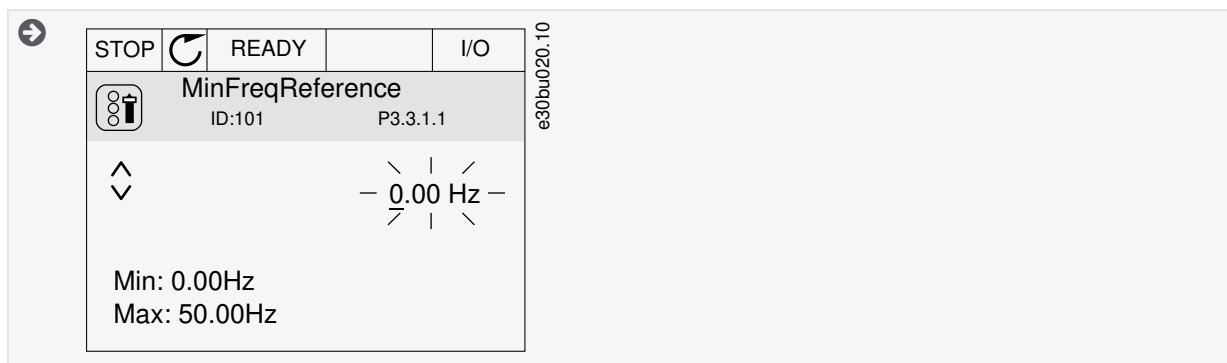 STOP READY I/O
MinFreqReference
ID:101 P3.3.1.1
0.00 Hz
Min: 0.00Hz
Max: 50.00Hz
e30bu020.10